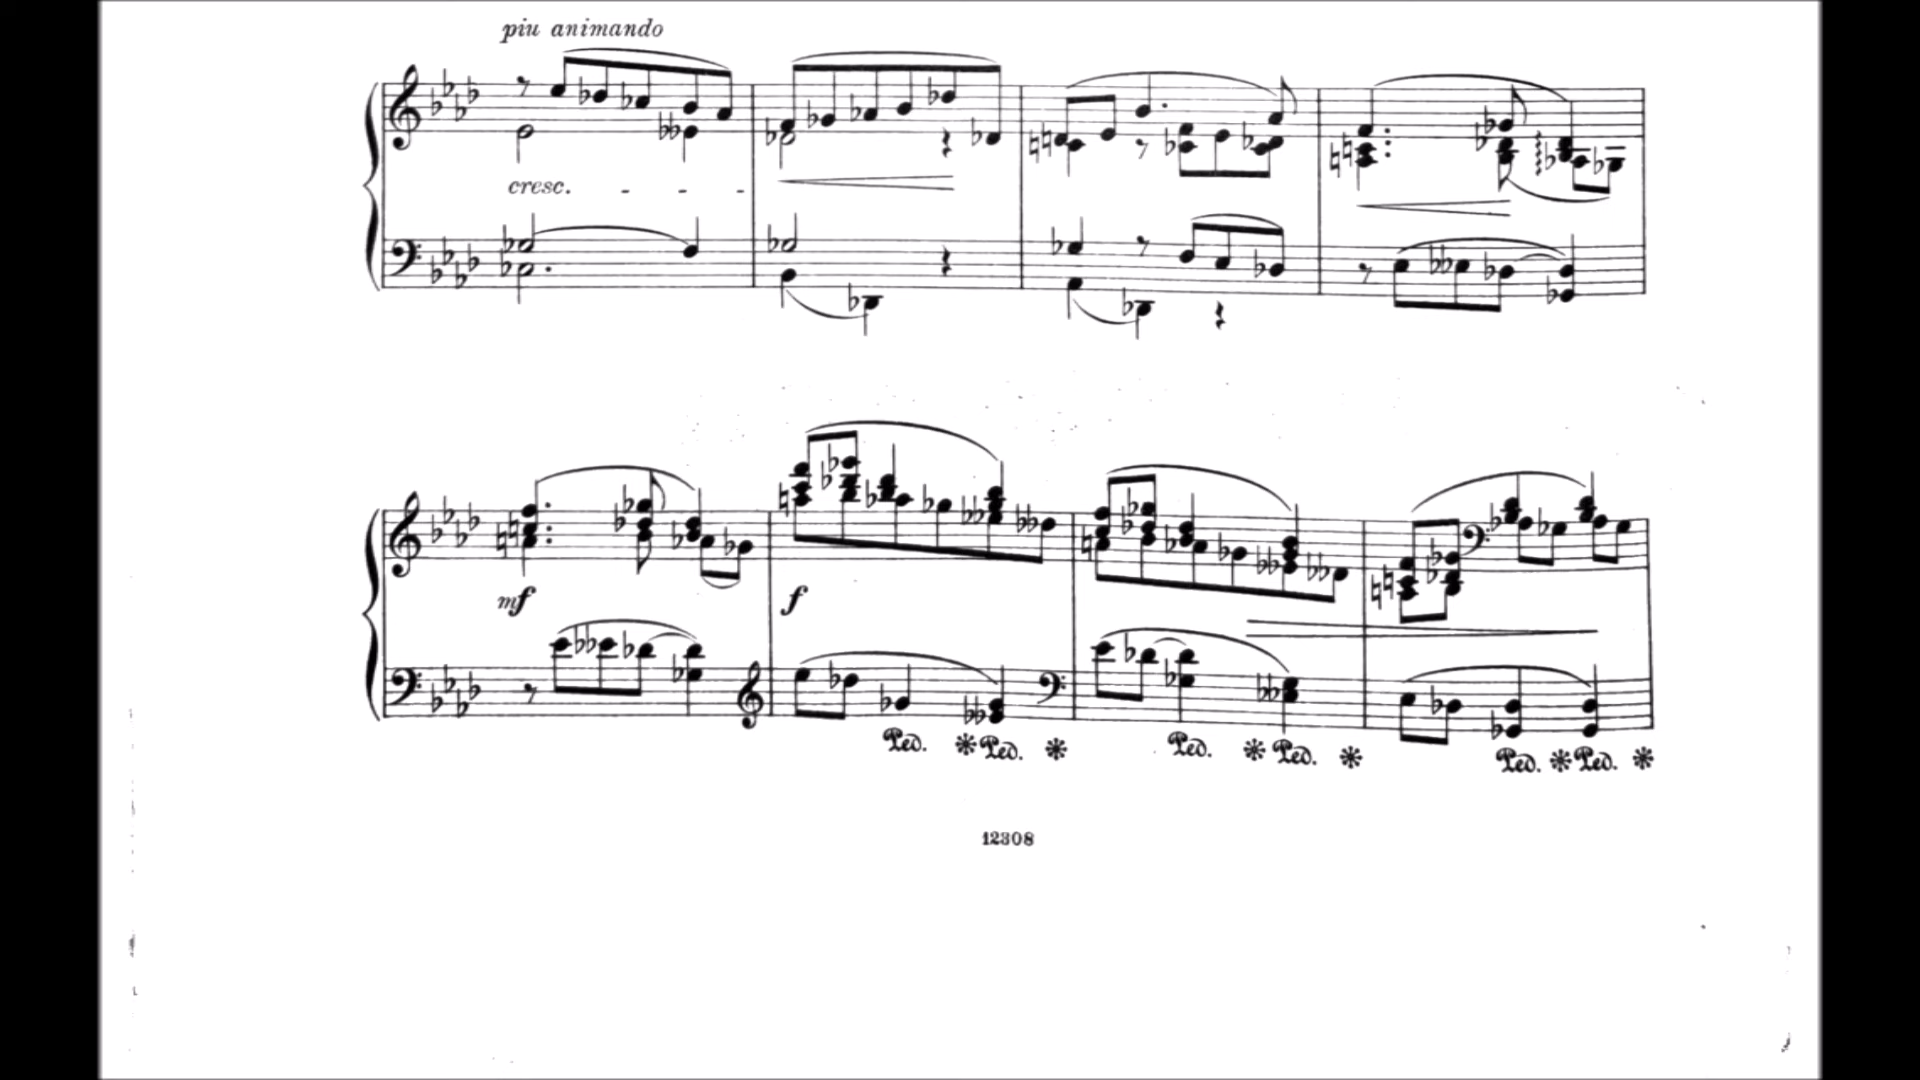 piu animando
cresc. - - -
mf f
Ped. * Ped. * Ped. * Ped. * Ped. * Ped. *
12308